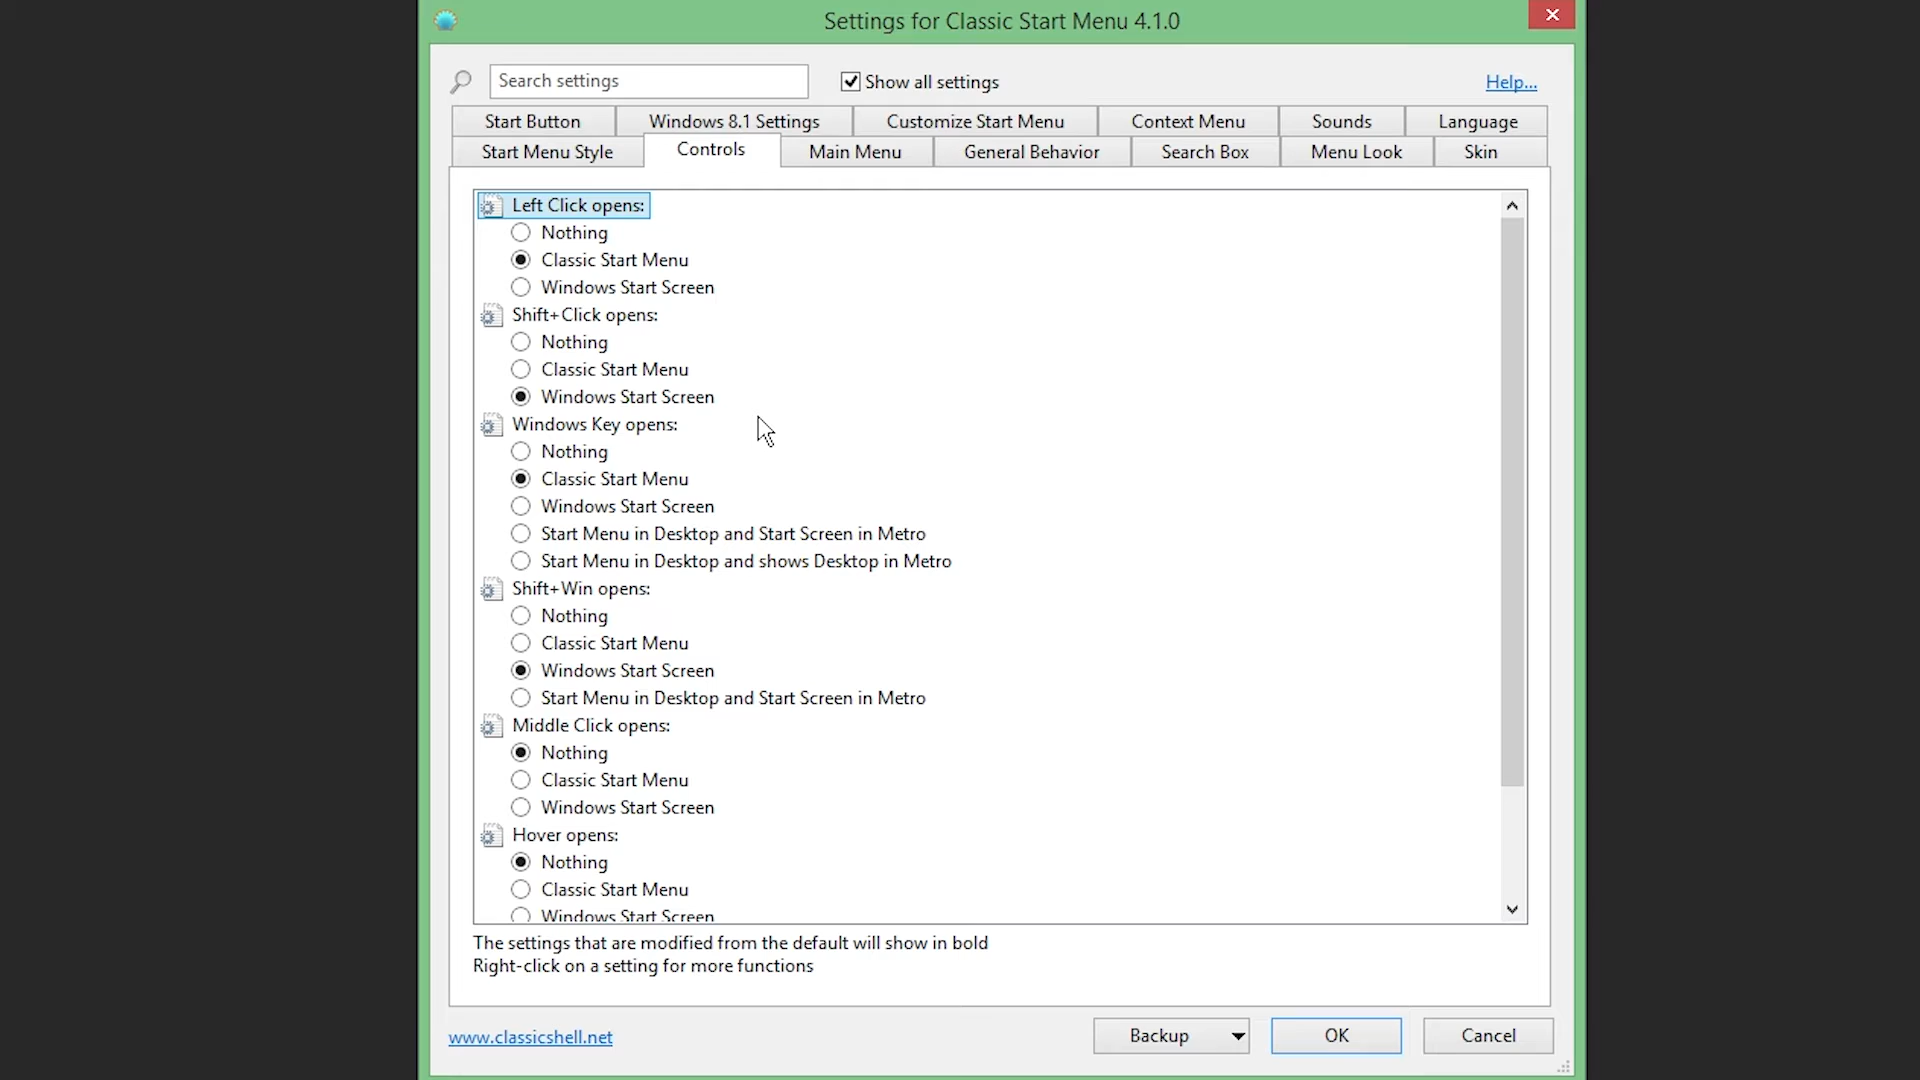 Settings for Classic Start Menu 4.1.0
Search settings
Show all settings
Help...
Start Button
Windows 8.1 Settings
Customize Start Menu
Context Menu
Sounds
Language
Start Menu Style
Controls
Main Menu
General Behavior
Search Box
Menu Look
Skin
Left Click opens:
Nothing
Classic Start Menu
Windows Start Screen
Shift+Click opens:
Nothing
Classic Start Menu
Windows Start Screen
Windows Key opens:
Nothing
Classic Start Menu
Windows Start Screen
Start Menu in Desktop and Start Screen in Metro
Start Menu in Desktop and shows Desktop in Metro
Shift+Win opens:
Nothing
Classic Start Menu
Windows Start Screen
Start Menu in Desktop and Start Screen in Metro
Middle Click opens:
Nothing
Classic Start Menu
Windows Start Screen
Hover opens:
Nothing
Classic Start Menu
Windows Start Screen
The settings that are modified from the default will show in bold
Right-click on a setting for more functions
www.classicshell.net
Backup
OK
Cancel